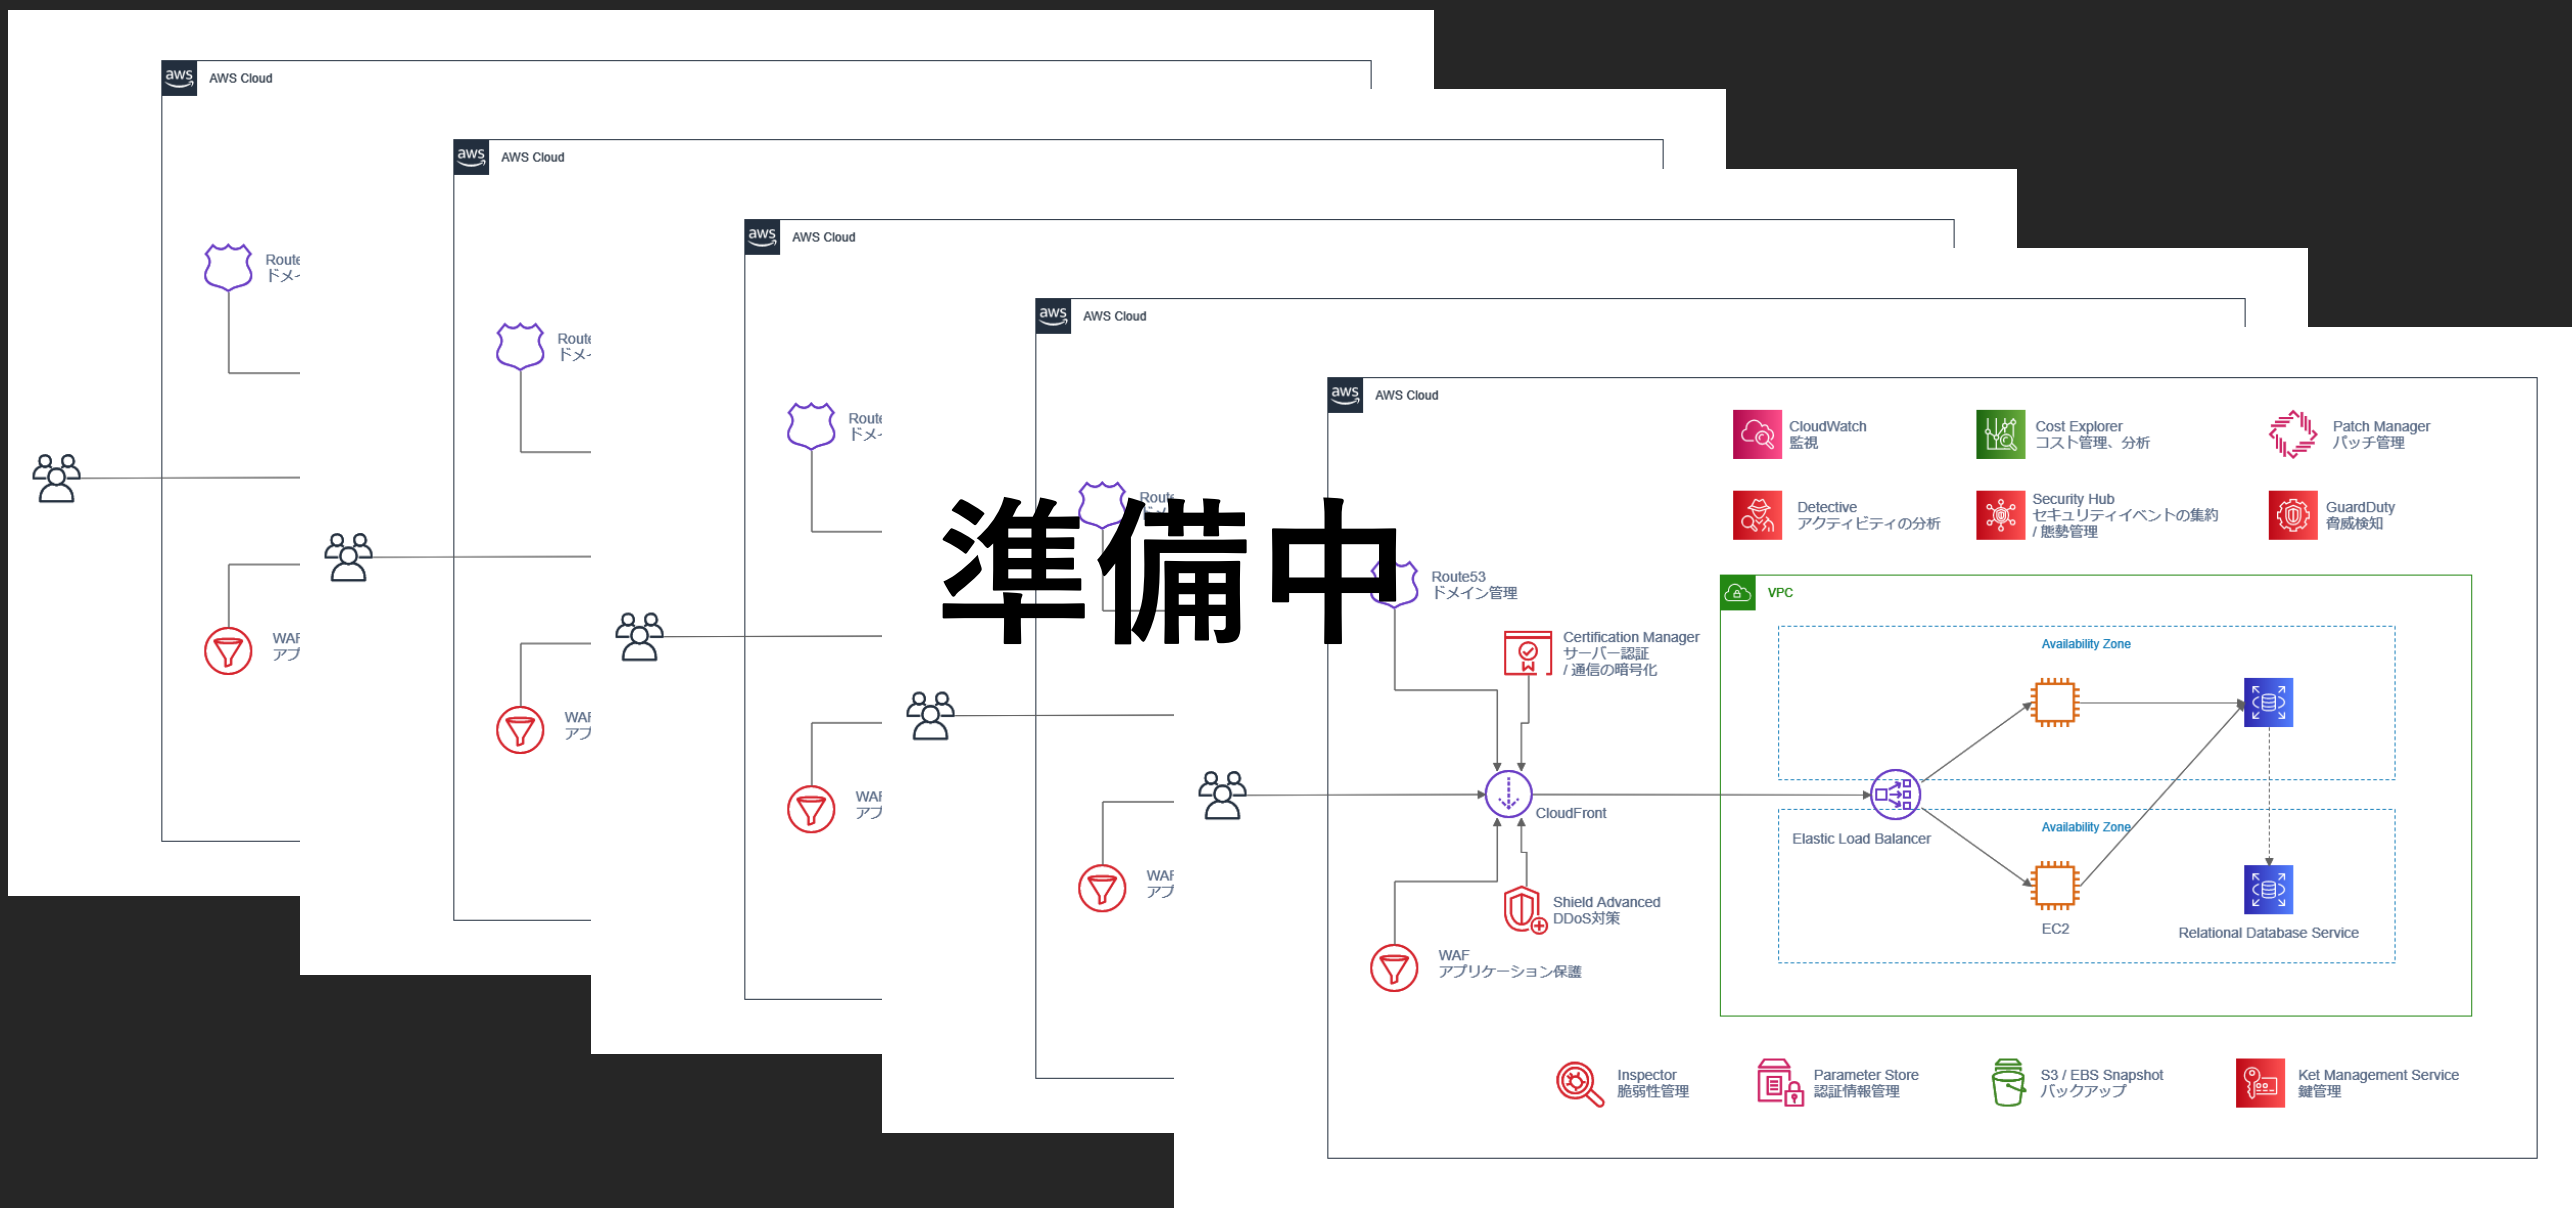 aws
AWS Cloud
Route
ドメ
WAF
アプ
aws
AWS Cloud
Route
ドメ
WAF
アプ
aws
AWS Cloud
Route
ドメ
WAF
アプ
aws
AWS Cloud
Route
WAF
アプ
準備中
aws
AWS Cloud
CloudWatch
監視
Cost Explorer
コスト管理、分析
Patch Manager
パッチ管理
Detective
アクティビティの分析
Security Hub
セキュリティイベントの集約
/ 態勢管理
GuardDuty
脅威検知
Route53
ドメイン管理
Certification Manager
サーバー認証
/ 通信の暗号化
CloudFront
Shield Advanced
DDoS対策
WAF
アプリケーション保護
VPC
Availability Zone
Availability Zone
Elastic Load Balancer
EC2
Relational Database Service
Inspector
脆弱性管理
Parameter Store
認証情報管理
S3 / EBS Snapshot
バックアップ
Ket Management Service
鍵管理